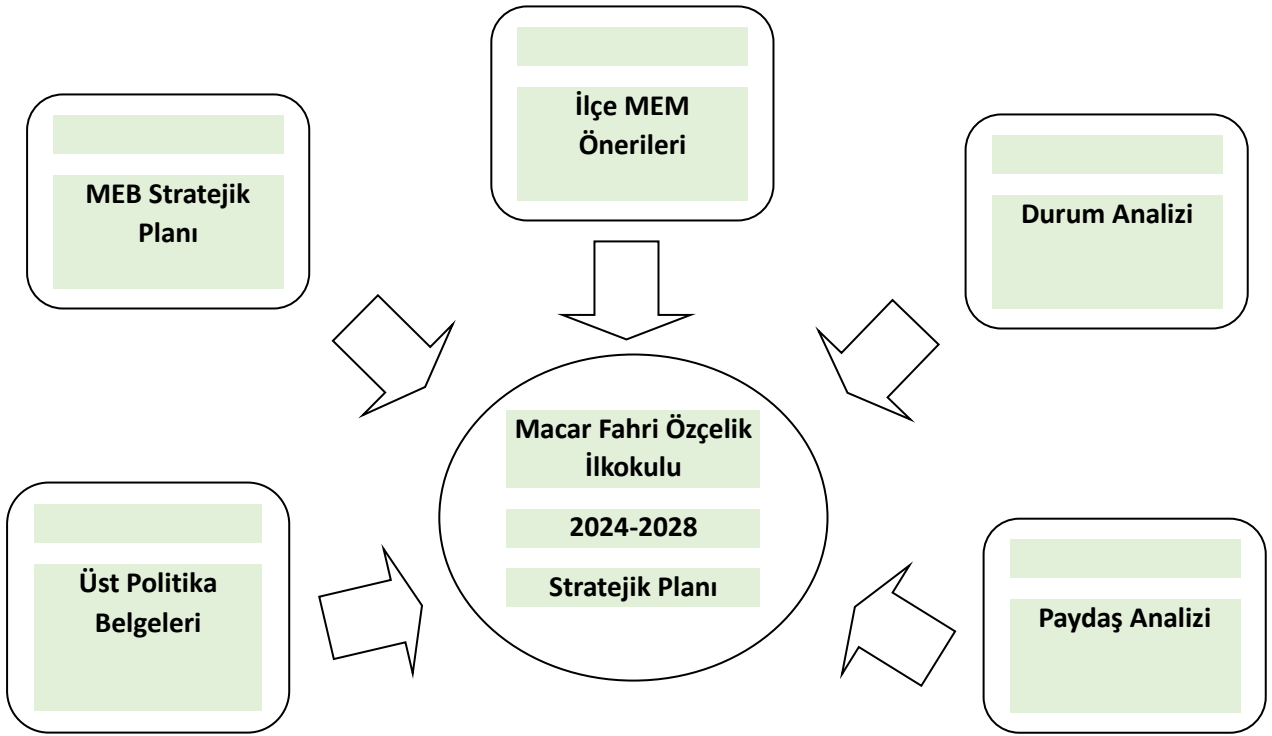 İlçe MEM
Önerileri
MEB Stratejik
Planı
Durum Analizi
Macar Fahri Özçelik
İlkokulu
2024-2028
Stratejik Planı
Üst Politika
Belgeleri
Paydaş Analizi